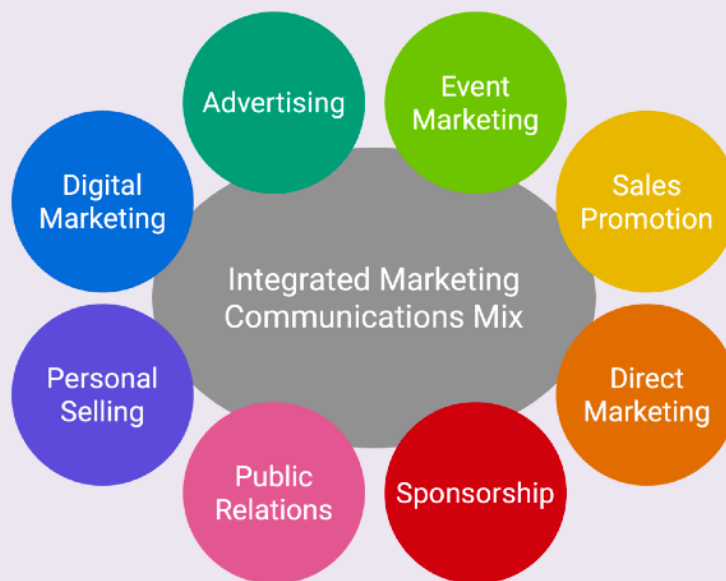 Advertising
Event
Marketing
Digital
Marketing
Sales
Promotion
Integrated Marketing
Communications Mix
Personal
Selling
Direct
Marketing
Public
Relations
Sponsorship